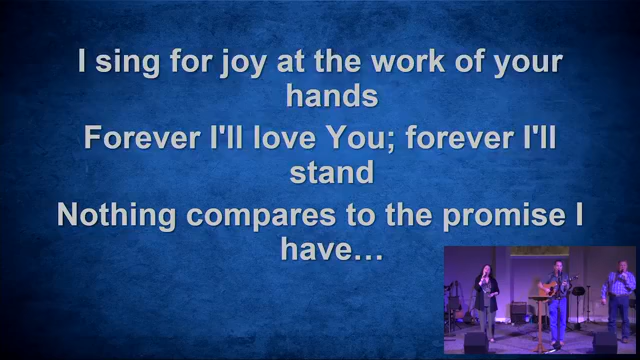 I sing for joy at the work of your
hands
Forever I'll love You; forever I'll
stand
Nothing compares to the promise I
have…